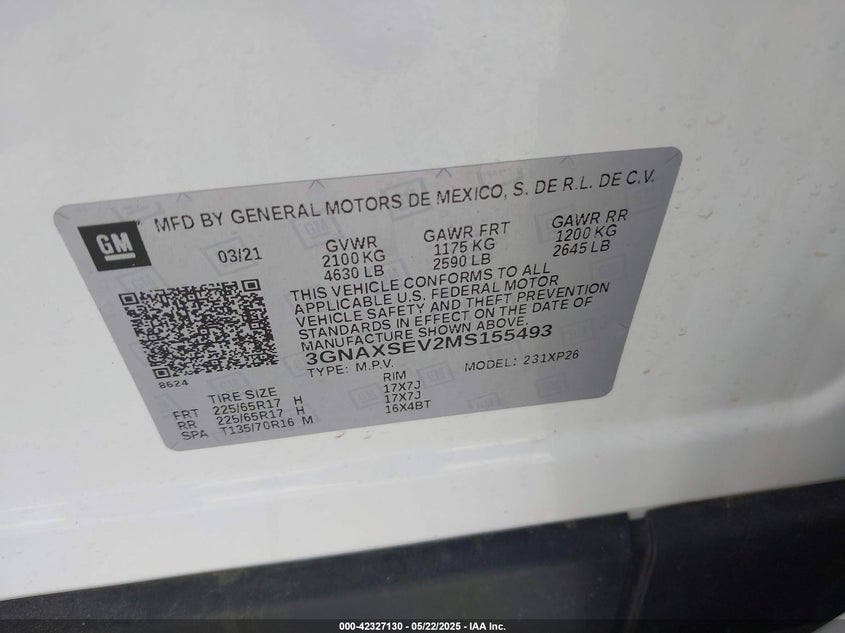 GM
MFD BY GENERAL MOTORS DE MEXICO, S. DE R.L. DE C.V.
03/21 GVWR GAWR FRT GAWR RR
2100 KG 1175 KG 1200 KG
4630 LB 2590 LB 2645 LB
THIS VEHICLE CONFORMS TO ALL
APPLICABLE U.S. FEDERAL MOTOR
VEHICLE SAFETY AND THEFT PREVENTION
STANDARDS IN EFFECT ON THE DATE OF
MANUFACTURE SHOWN ABOVE.
3GNAXSEV2MS155493
TYPE: M.P.V. MODEL: 231XP26
8624
TIRE SIZE RIM
FRT 225/65R17 H 17X7J
RR 225/65R17 H 17X7J
SPA T135/70R16 M 16X4BT
000-42327130 - 05/22/2025 - IAA Inc.